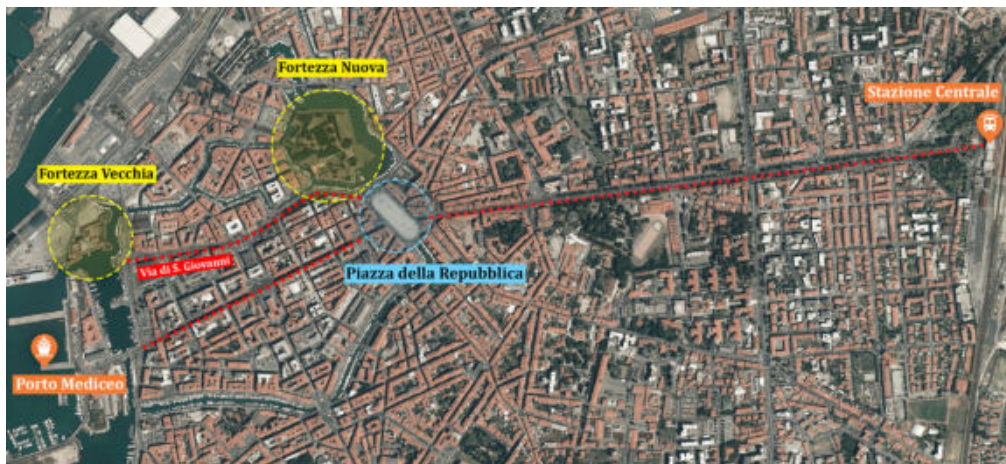 Fortezza Nuova
Stazione Centrale
Fortezza Vecchia
Via di S. Giovanni
Piazza della Repubblica
Porto Mediceo